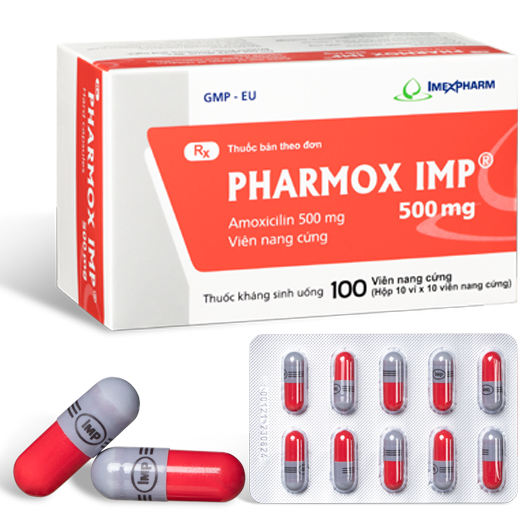 IMEXPHARM
GMP - EU
Rx Thuốc bán theo đơn
PHARMOX IMP®
500 mg
Amoxicilin 500 mg
Viên nang cứng
Thuốc kháng sinh uống 100 Viên nang cứng
(Hộp 10 vỉ x 10 viên nang cứng)
PHARMOX IMP®
hard capsules
500 mg
IMP
IMP